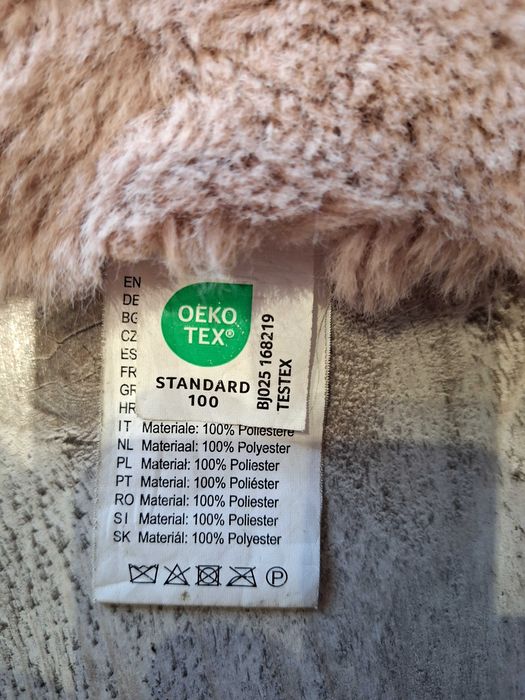 EN
DE
BG
CZ
ES
FR
GR
HR
OEKO
TEX®
STANDARD
100
BJ025 168219
TESTEX
IT Materiale: 100% Poliestere
NL Materiaal: 100% Polyester
PL Materiał: 100% Poliester
PT Material: 100% Poliéster
RO Material: 100% Poliester
SI Material: 100% Poliester
SK Materiál: 100% Polyester
P